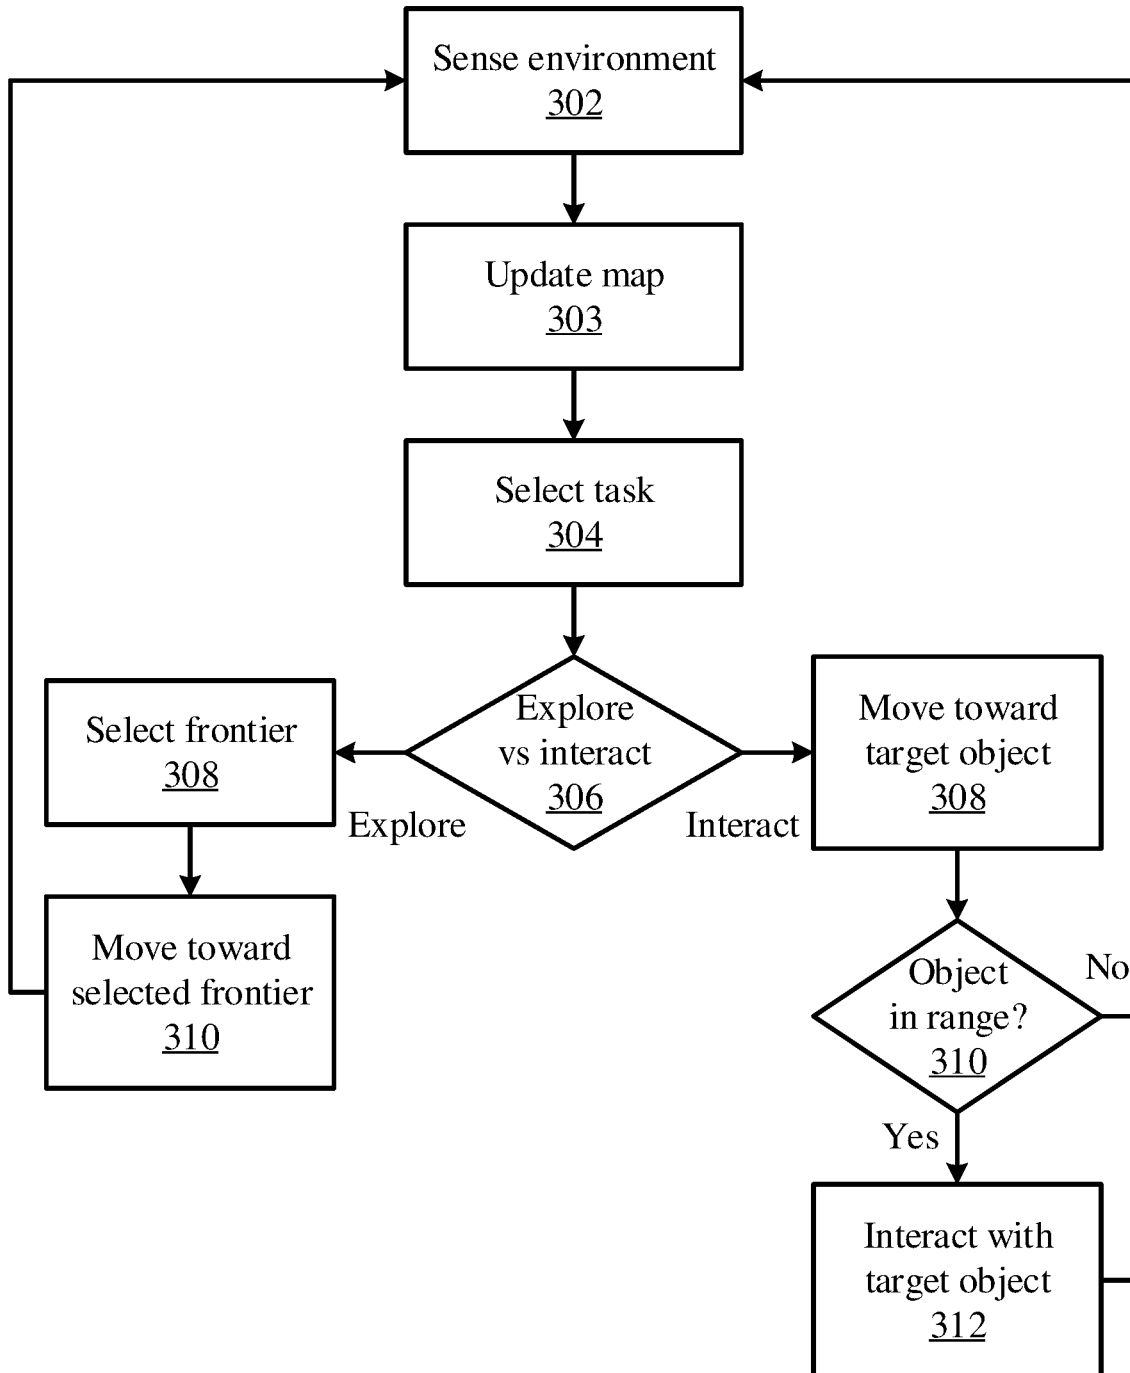 Sense environment
302
Update map
303
Select task
304
Explore
vs interact
306
Select frontier
308
Explore
Interact
Move toward
target object
308
Move toward
selected frontier
310
Object
in range?
310
No
Yes
Interact with
target object
312